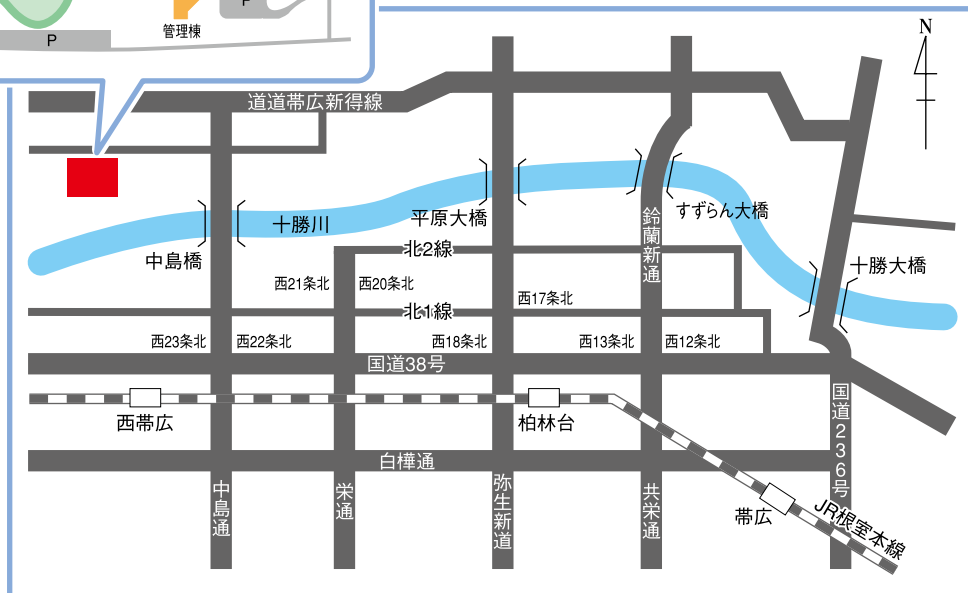 P
管理棟
P
N
道道帯広新得線
十勝川
平原大橋
すずらん大橋
中島橋
北2線
鈴蘭新通
十勝大橋
西21条北
西20条北
西17条北
北1線
西23条北
西22条北
西18条北
西13条北
西12条北
国道38号
西帯広
柏林台
国道236号
白樺通
中島通
栄通
弥生新道
共栄通
帯広
JR根室本線